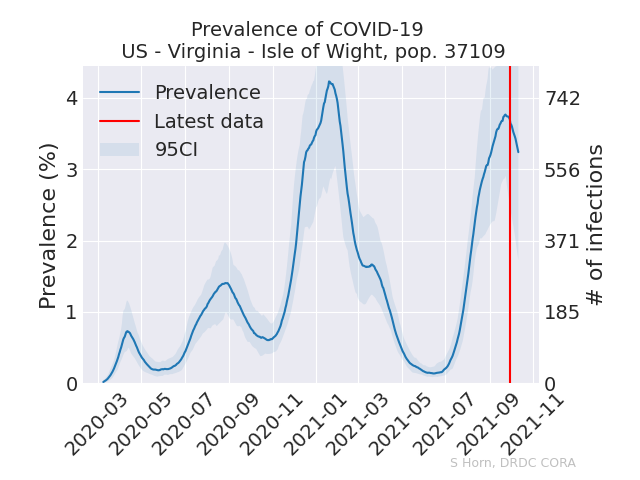 Prevalence of COVID-19
US - Virginia - Isle of Wight, pop. 37109
Prevalence
Latest data
95CI
Prevalence (%)
4
3
2
1
0
742
556
371
185
0
# of infections
2020-03
2020-05
2020-07
2020-09
2020-11
2021-01
2021-03
2021-05
2021-07
2021-09
2021-11
S Horn, DRDC CORA